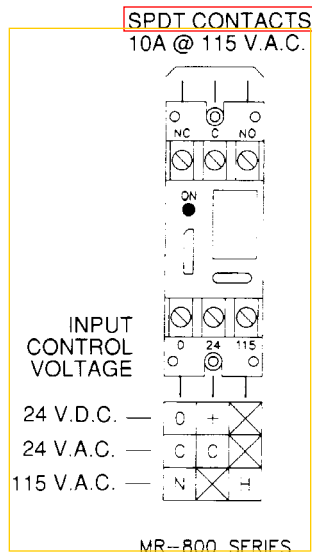 SPDT CONTACTS
10A @ 115 V.A.C.
NC C NO
ON
0 24 115
INPUT
CONTROL
VOLTAGE
24 V.D.C. — 0 +
24 V.A.C. — C C
115 V.A.C. — N H
MR-800 SERIES